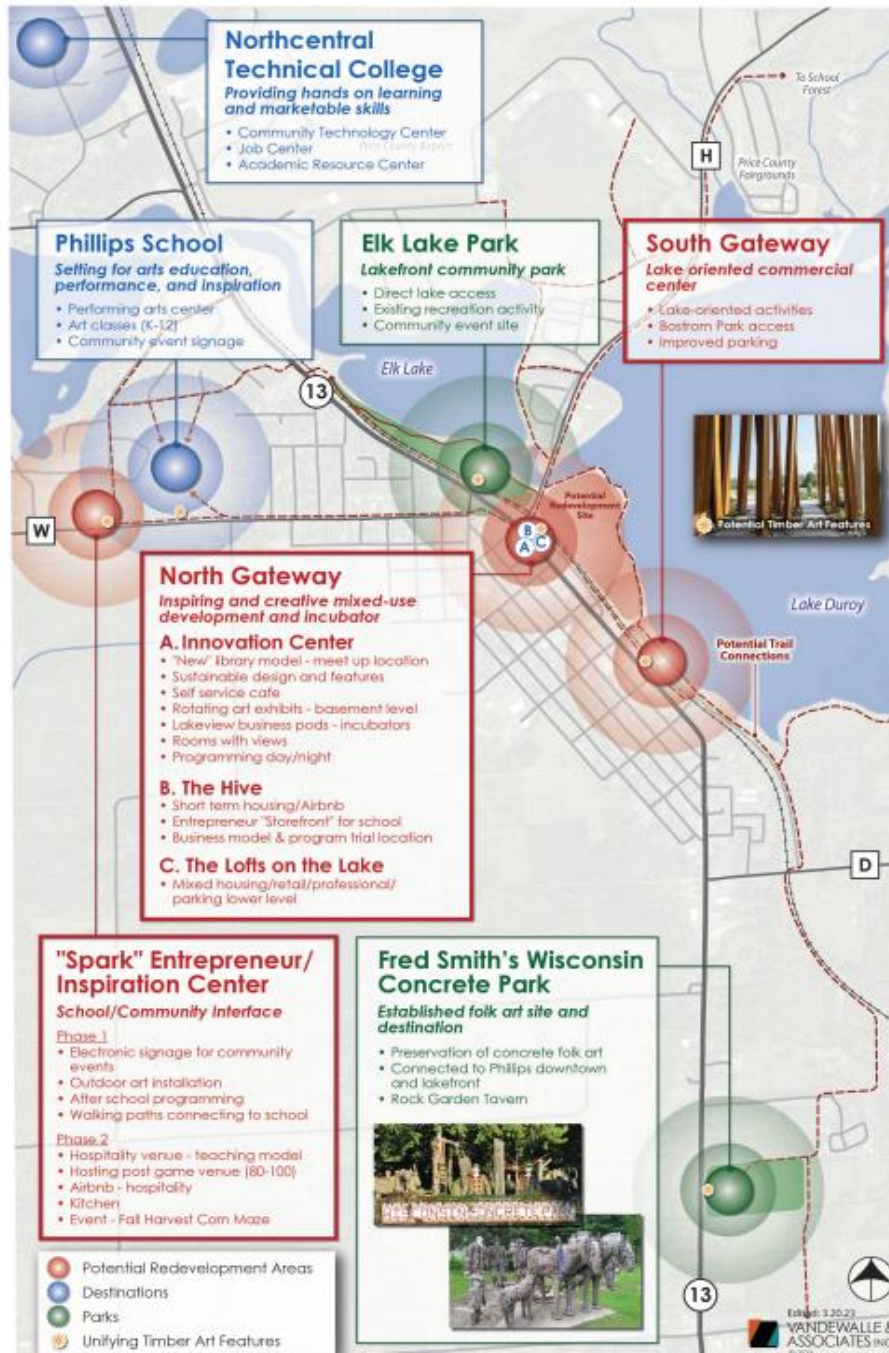 Northcentral
Technical College
Providing hands on learning
and marketable skills
• Community Technology Center
• Job Center
• Academic Resource Center
To School
Forest
H
Price County
Fairgrounds
Phillips School
Setting for arts education,
performance, and inspiration
• Performing arts center
• Art classes (K-12)
• Community event signage
Elk Lake Park
Lakefront community park
• Direct lake access
• Existing recreation activity
• Community event site
South Gateway
Lake oriented commercial
center
• Lake-oriented activities
• Bostrom Park access
• Improved parking
Elk Lake
13
Potential Timber Art Features
W
Potential
Redevelopment
Site
B
A C
Lake Duroy
Potential Trail
Connections
North Gateway
Inspiring and creative mixed-use
development and incubator
A. Innovation Center
• "New" library model - meet up location
• Sustainable design and features
• Self service cafe
• Rotating art exhibits - basement level
• Lakeview business pods - incubators
• Rooms with views
• Programming day/night
B. The Hive
• Short term housing/Airbnb
• Entrepreneur "Storefront" for school
• Business model & program trial location
C. The Lofts on the Lake
• Mixed housing/retail/professional/
parking lower level
D
"Spark" Entrepreneur/
Inspiration Center
School/Community Interface
Phase 1
• Electronic signage for community
events
• Outdoor art installation
• After school programming
• Walking paths connecting to school
Phase 2
• Hospitality venue - teaching model
• Hosting post game venue (80-100)
• Airbnb - hospitality
• Kitchen
• Event - Fall Harvest Corn Maze
Fred Smith's Wisconsin
Concrete Park
Established folk art site and
destination
• Preservation of concrete folk art
• Connected to Phillips downtown
and lakefront
• Rock Garden Tavern
WISCONSIN CONCRETE PARK
13
Potential Redevelopment Areas
Destinations
Parks
Unifying Timber Art Features
Edited: 3.20.23
VANDEWALLE &
ASSOCIATES INC.